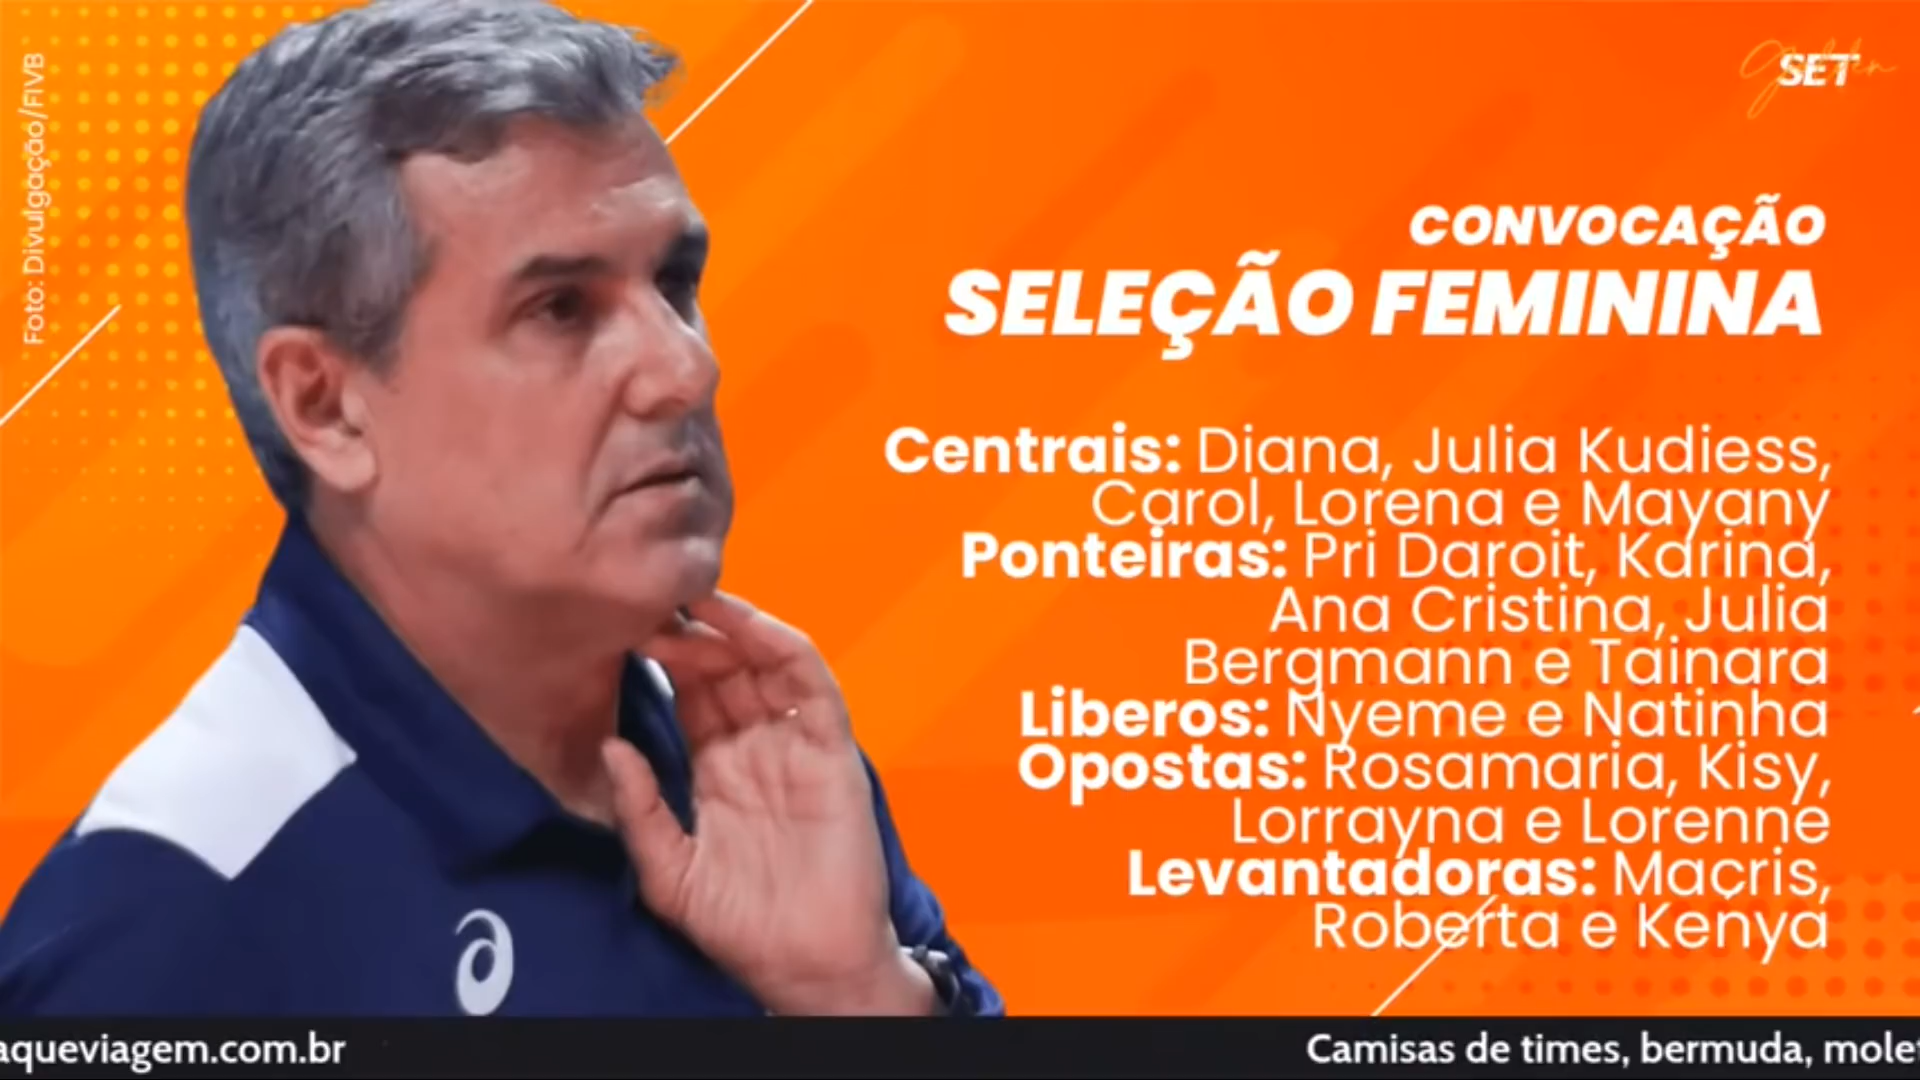 Foto: Divulgação/FIVB
Golden
SET
CONVOCAÇÃO
SELEÇÃO FEMININA
Centrais: Diana, Julia Kudiess,
Carol, Lorena e Mayany
Ponteiras: Pri Daroit, Karina,
Ana Cristina, Julia
Bergmann e Tainara
Liberos: Nyeme e Natinha
Opostas: Rosamaria, Kisy,
Lorrayna e Lorenne
Levantadoras: Macris,
Roberta e Kenya
aqueviagem.com.br
Camisas de times, bermuda, molet